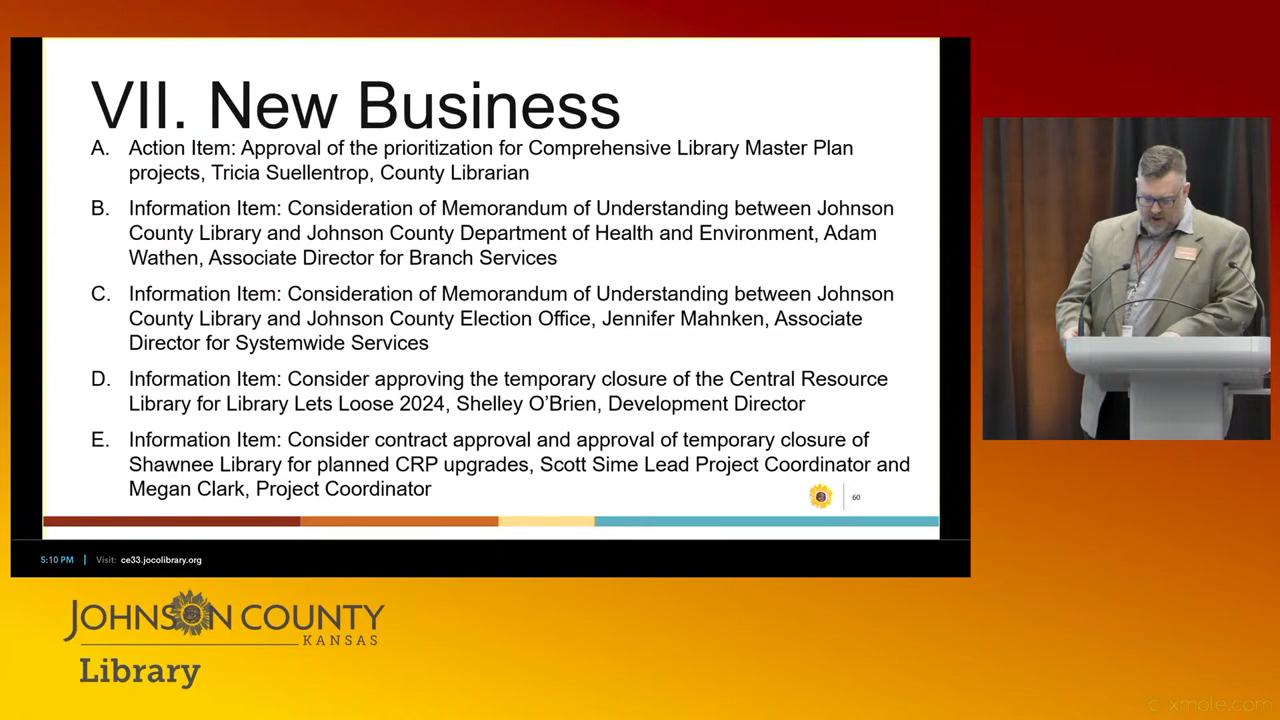 VII. New Business
A. Action Item: Approval of the prioritization for Comprehensive Library Master Plan
projects, Tricia Suellentrop, County Librarian
B. Information Item: Consideration of Memorandum of Understanding between Johnson
County Library and Johnson County Department of Health and Environment, Adam
Wathen, Associate Director for Branch Services
C. Information Item: Consideration of Memorandum of Understanding between Johnson
County Library and Johnson County Election Office, Jennifer Mahnken, Associate
Director for Systemwide Services
D. Information Item: Consider approving the temporary closure of the Central Resource
Library for Library Lets Loose 2024, Shelley O'Brien, Development Director
E. Information Item: Consider contract approval and approval of temporary closure of
Shawnee Library for planned CRP upgrades, Scott Sime Lead Project Coordinator and
Megan Clark, Project Coordinator
60
5:10 PM | Visit: ce33.jocolibrary.org
JOHNSON COUNTY
KANSAS
Library